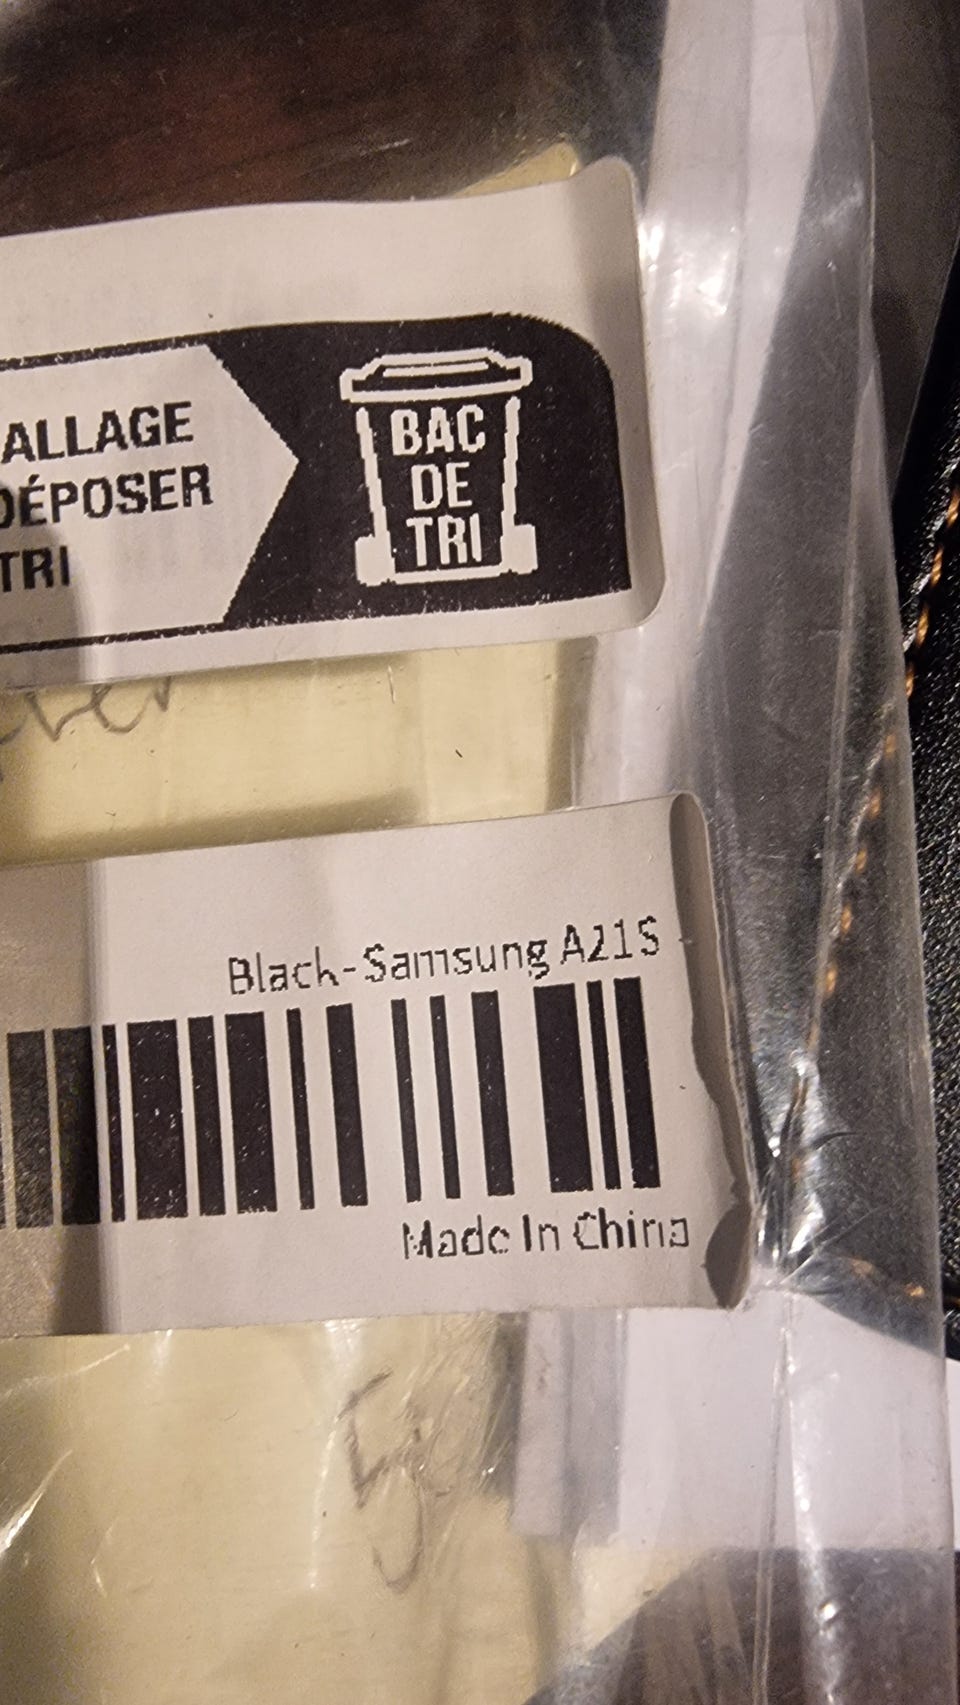 ALLAGE
DÉPOSER
TRI
BAC
DE
TRI
Black-Samsung A21S
Made In China